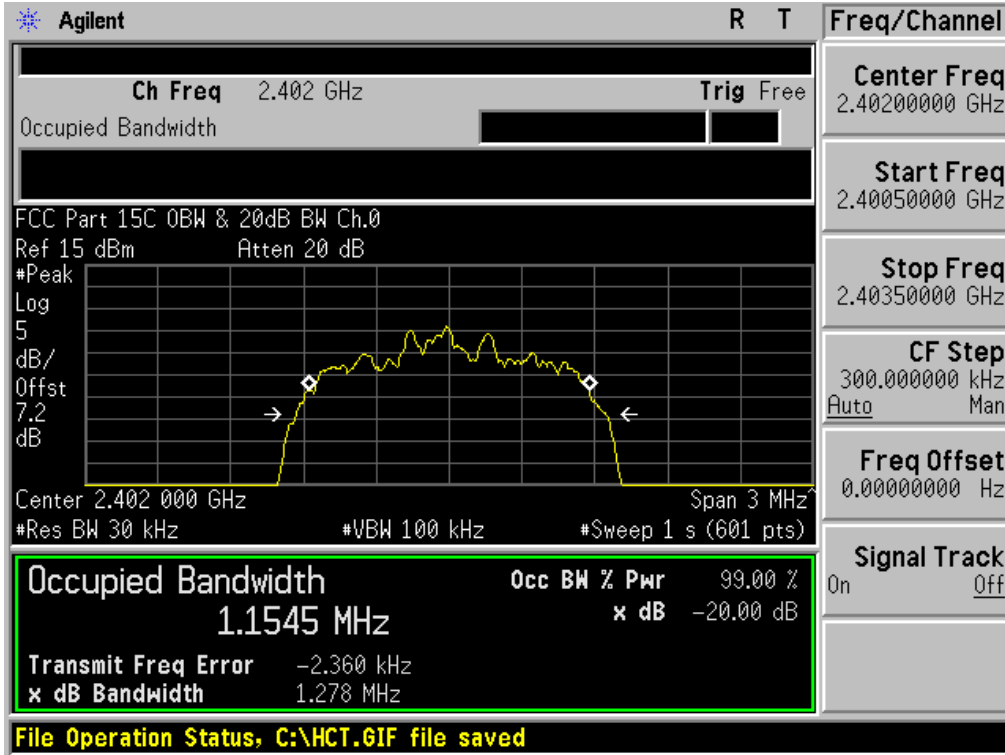 Agilent R T
Ch Freq 2.402 GHz Trig Free
Occupied Bandwidth
FCC Part 15C OBW & 20dB BW Ch.0
Ref 15 dBm Atten 20 dB
#Peak
Log
5
dB/
Offst
7.2
dB
Center 2.402 000 GHz Span 3 MHz^
#Res BW 30 kHz #VBW 100 kHz #Sweep 1 s (601 pts)
Occupied Bandwidth Occ BW % Pwr 99.00 %
1.1545 MHz x dB -20.00 dB
Transmit Freq Error -2.360 kHz
x dB Bandwidth 1.278 MHz
File Operation Status, C:\HCT.GIF file saved
Freq/Channel
Center Freq
2.40200000 GHz
Start Freq
2.40050000 GHz
Stop Freq
2.40350000 GHz
CF Step
300.000000 kHz
Auto Man
Freq Offset
0.00000000 Hz
Signal Track
On Off